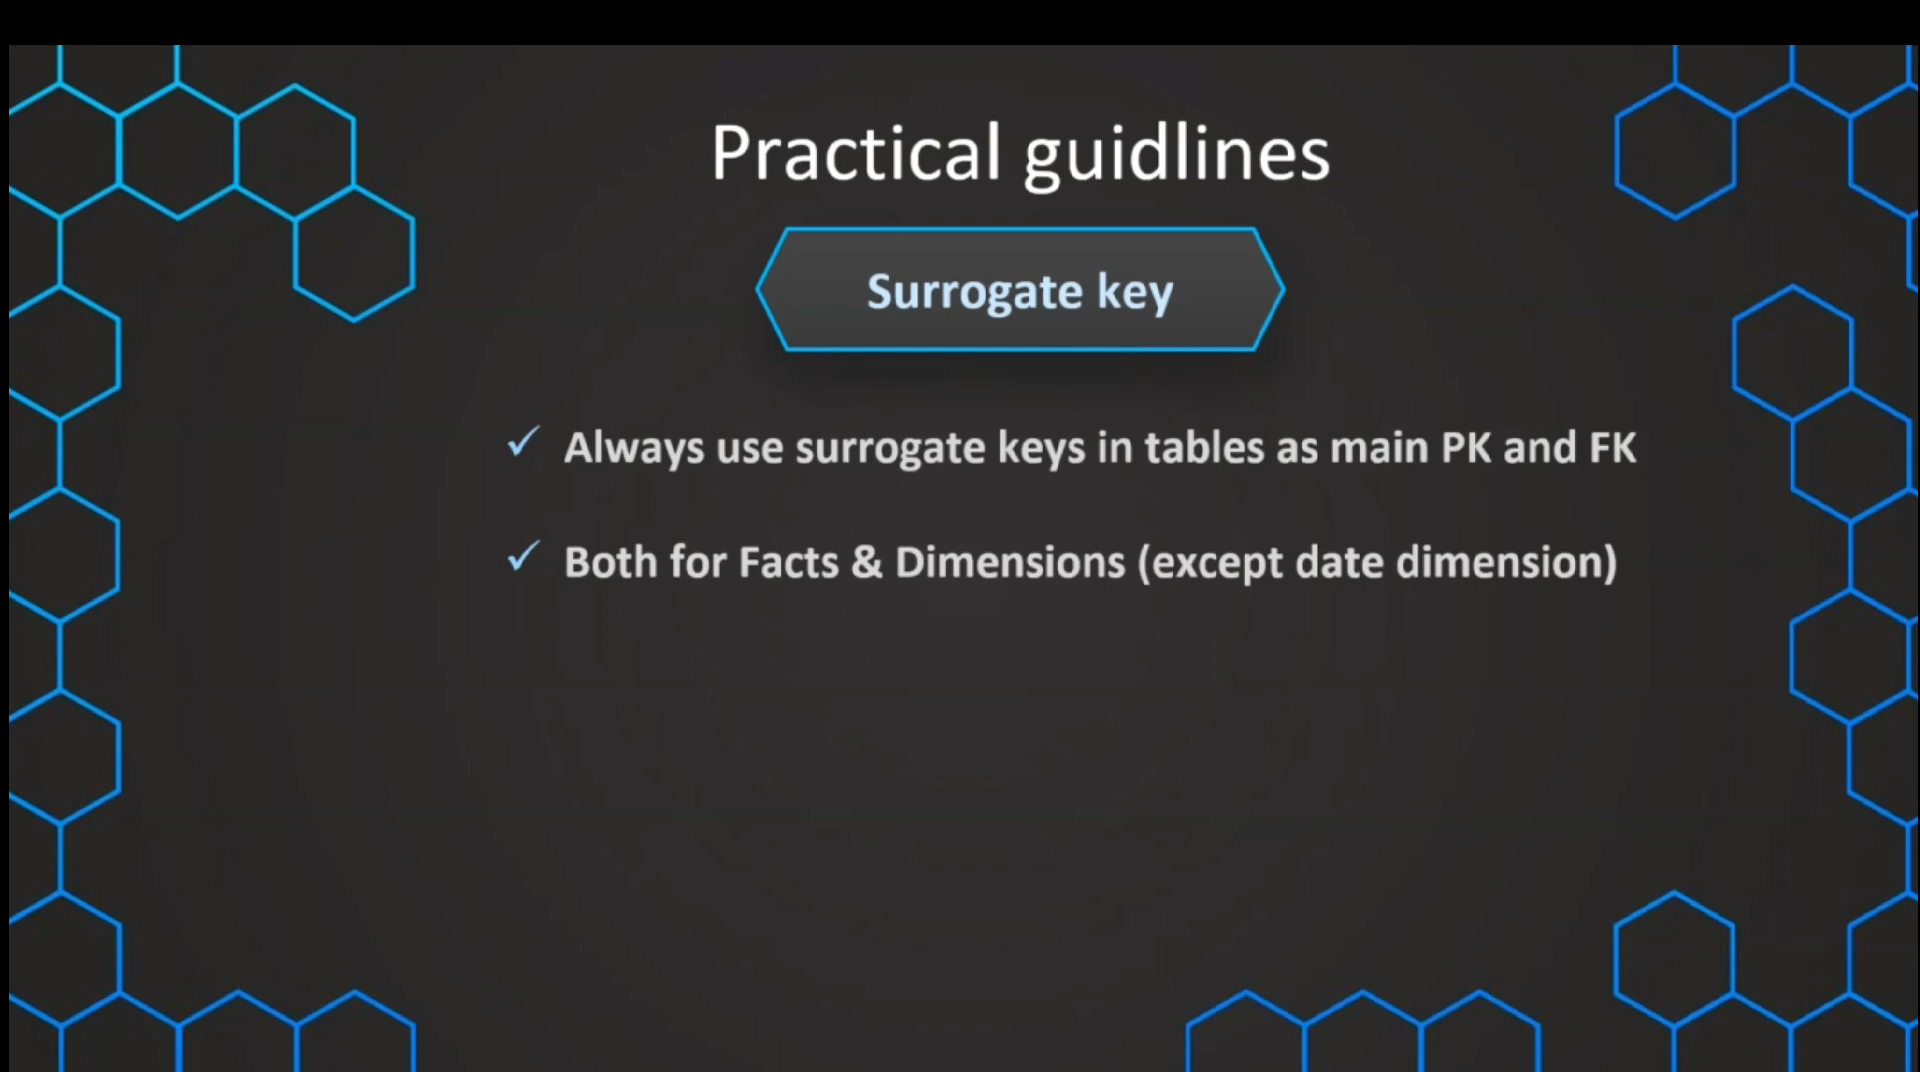 Practical guidlines
Surrogate key
✓ Always use surrogate keys in tables as main PK and FK
✓ Both for Facts & Dimensions (except date dimension)